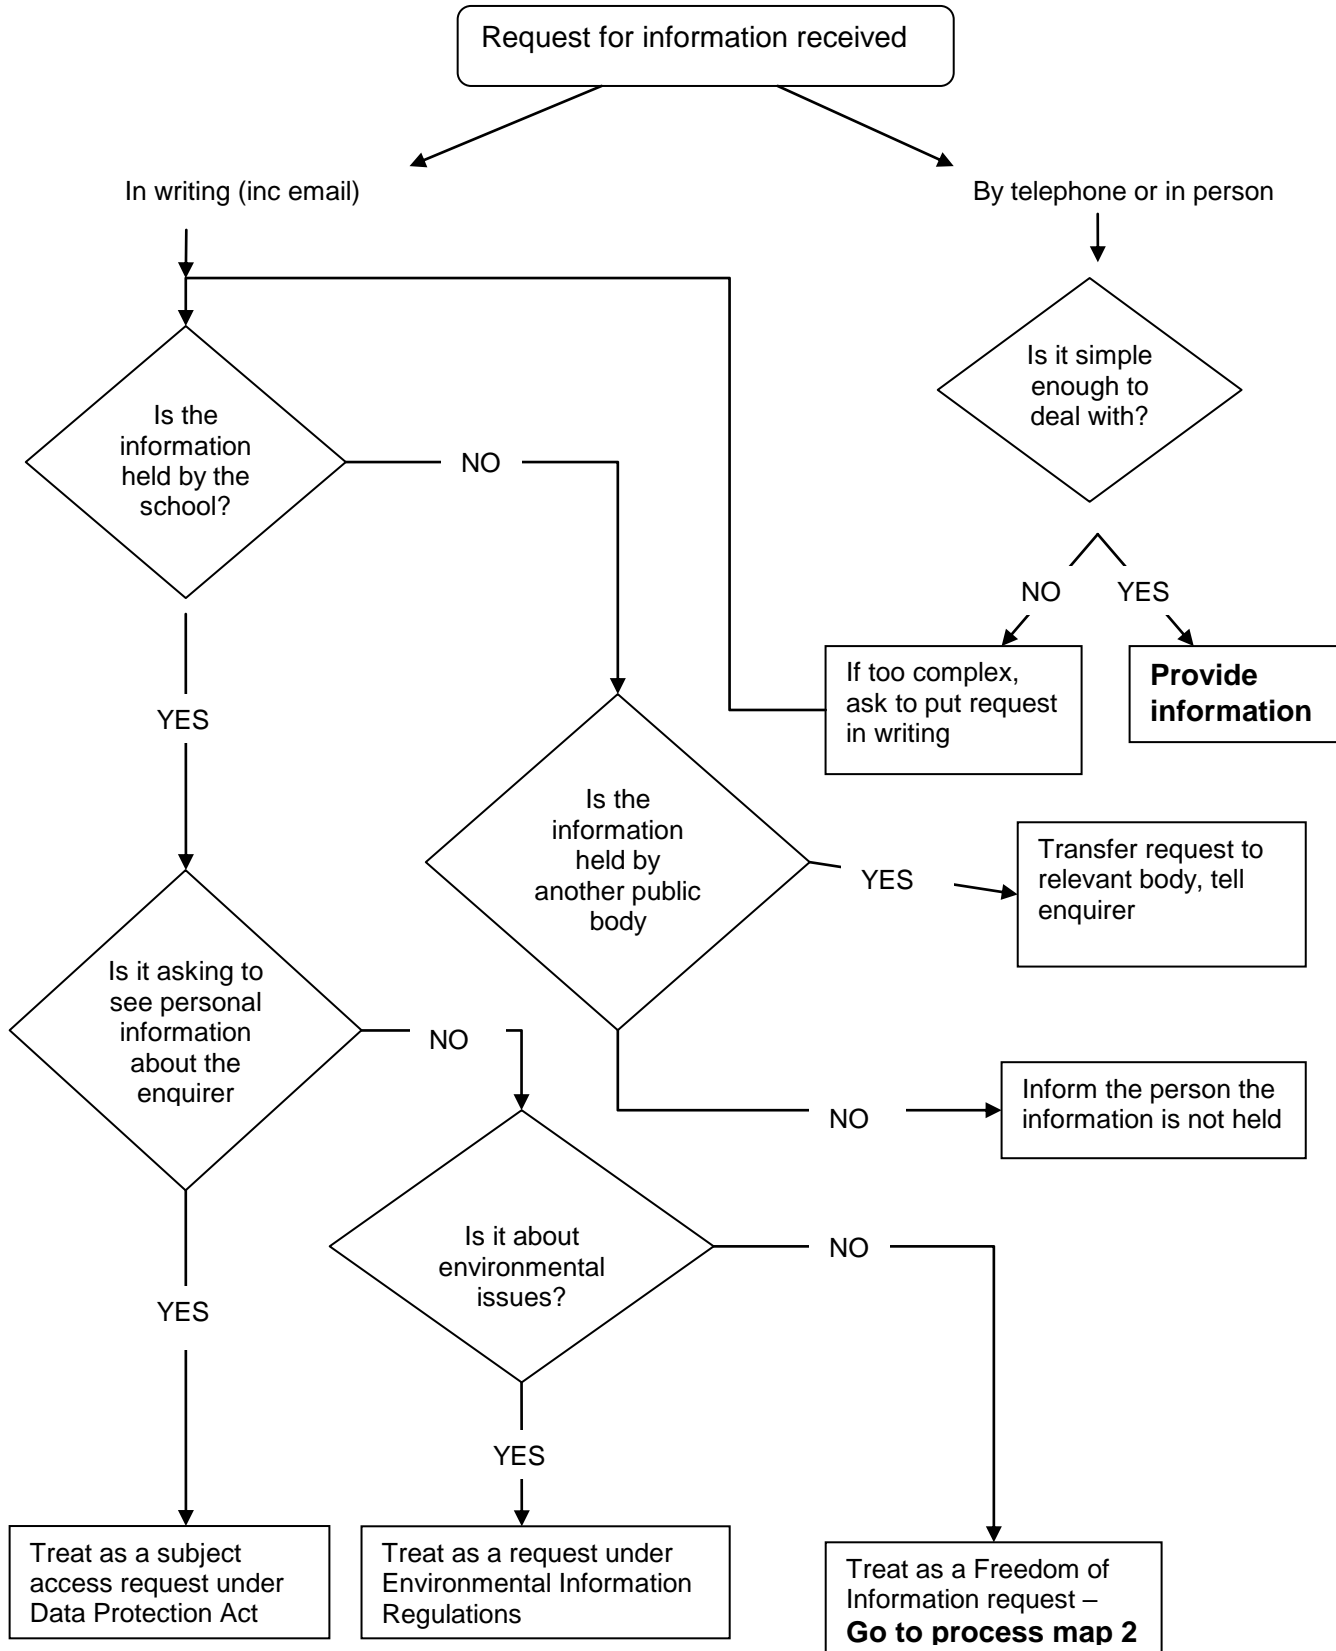 Request for information received
In writing (inc email)
By telephone or in person
Is it simple
enough to
deal with?
Is the
information
held by the
school?
NO
NO
YES
If too complex,
ask to put request
in writing
Provide
information
YES
Is the
information
held by
another public
body
YES
Transfer request to
relevant body, tell
enquirer
Is it asking to
see personal
information
about the
enquirer
NO
NO
Inform the person the
information is not held
Is it about
environmental
issues?
NO
YES
YES
Treat as a subject
access request under
Data Protection Act
Treat as a request under
Environmental Information
Regulations
Treat as a Freedom of
Information request –
Go to process map 2